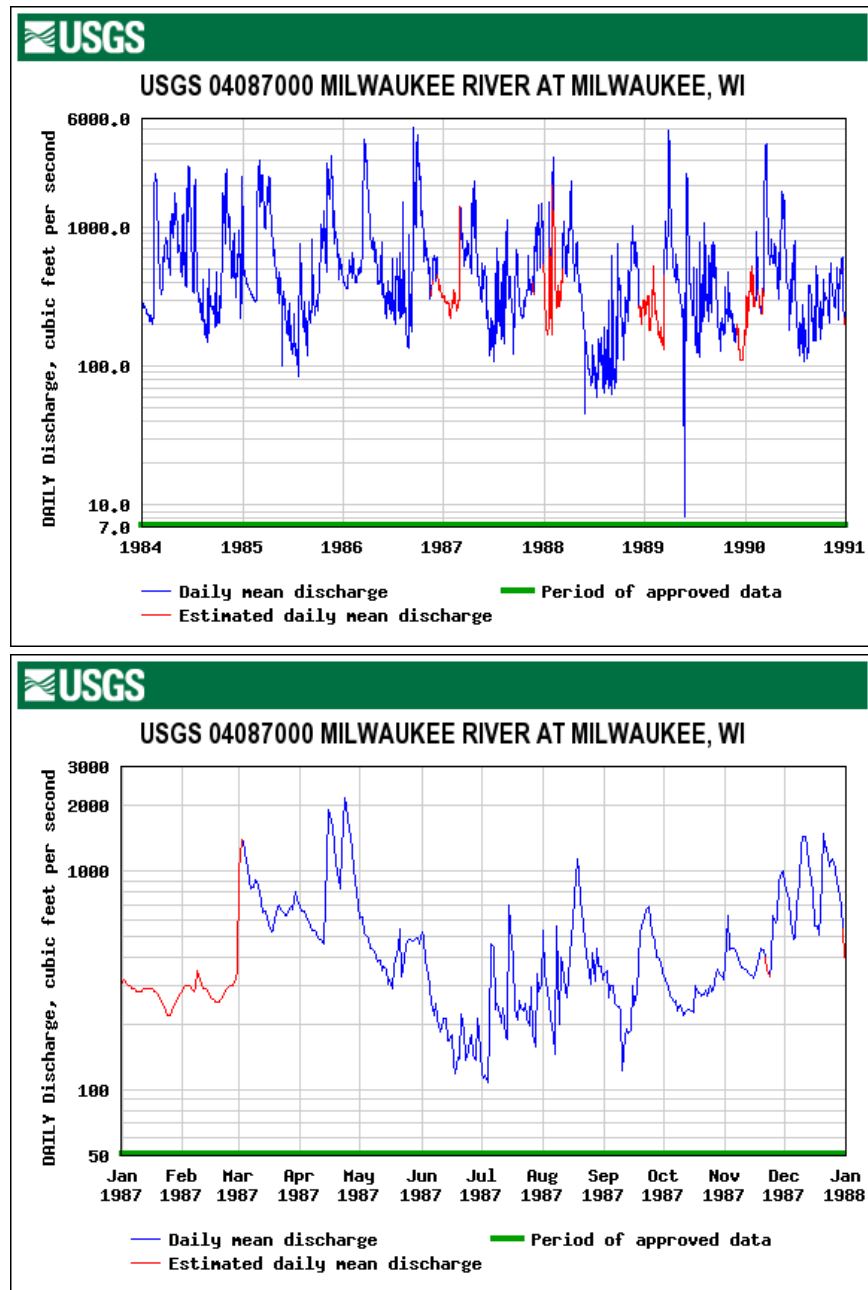 USGS
USGS 04087000 MILWAUKEE RIVER AT MILWAUKEE, WI
DAILY Discharge, cubic feet per second
6000.0
1000.0
100.0
10.0
7.0
1984 1985 1986 1987 1988 1989 1990 1991
Daily mean discharge Period of approved data
Estimated daily mean discharge
USGS
USGS 04087000 MILWAUKEE RIVER AT MILWAUKEE, WI
DAILY Discharge, cubic feet per second
3000
2000
1000
100
50
Jan Feb Mar Apr May Jun Jul Aug Sep Oct Nov Dec Jan
1987 1987 1987 1987 1987 1987 1987 1987 1987 1987 1987 1987 1988
Daily mean discharge Period of approved data
Estimated daily mean discharge